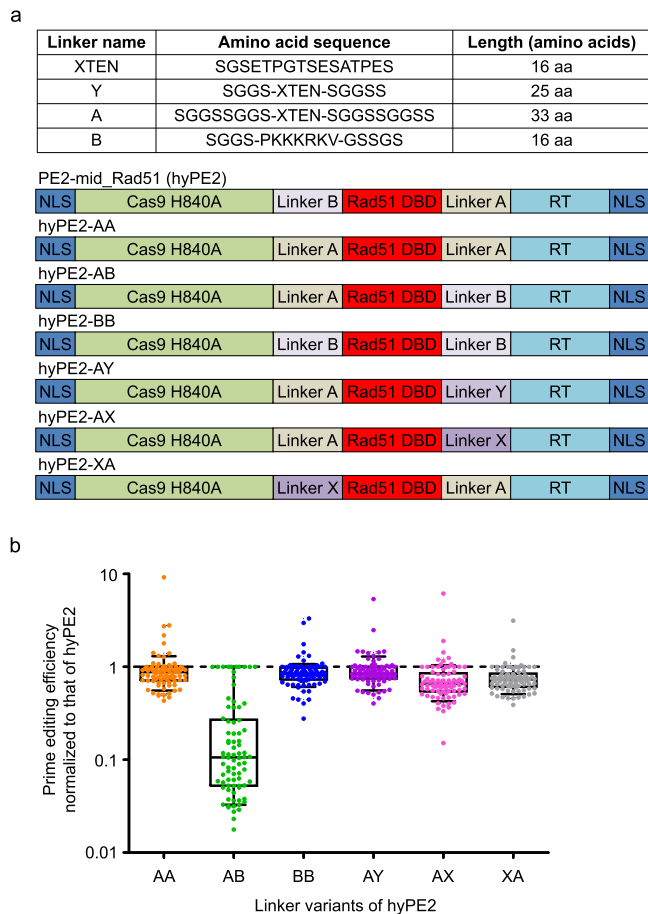 a
Linker name Amino acid sequence Length (amino acids)
XTEN SGSETPGTSESATPES 16 aa
Y SGGS-XTEN-SGGSS 25 aa
A SGGSSGGS-XTEN-SGGSSGGSS 33 aa
B SGGS-PKKKRKV-GSSGS 16 aa
PE2-mid_Rad51 (hyPE2)
NLS Cas9 H840A Linker B Rad51 DBD Linker A RT NLS
hyPE2-AA
NLS Cas9 H840A Linker A Rad51 DBD Linker A RT NLS
hyPE2-AB
NLS Cas9 H840A Linker A Rad51 DBD Linker B RT NLS
hyPE2-BB
NLS Cas9 H840A Linker B Rad51 DBD Linker B RT NLS
hyPE2-AY
NLS Cas9 H840A Linker A Rad51 DBD Linker Y RT NLS
hyPE2-AX
NLS Cas9 H840A Linker A Rad51 DBD Linker X RT NLS
hyPE2-XA
NLS Cas9 H840A Linker X Rad51 DBD Linker A RT NLS
b
Prime editing efficiency
normalized to that of hyPE2
10
1
0.1
0.01
AA AB BB AY AX XA
Linker variants of hyPE2